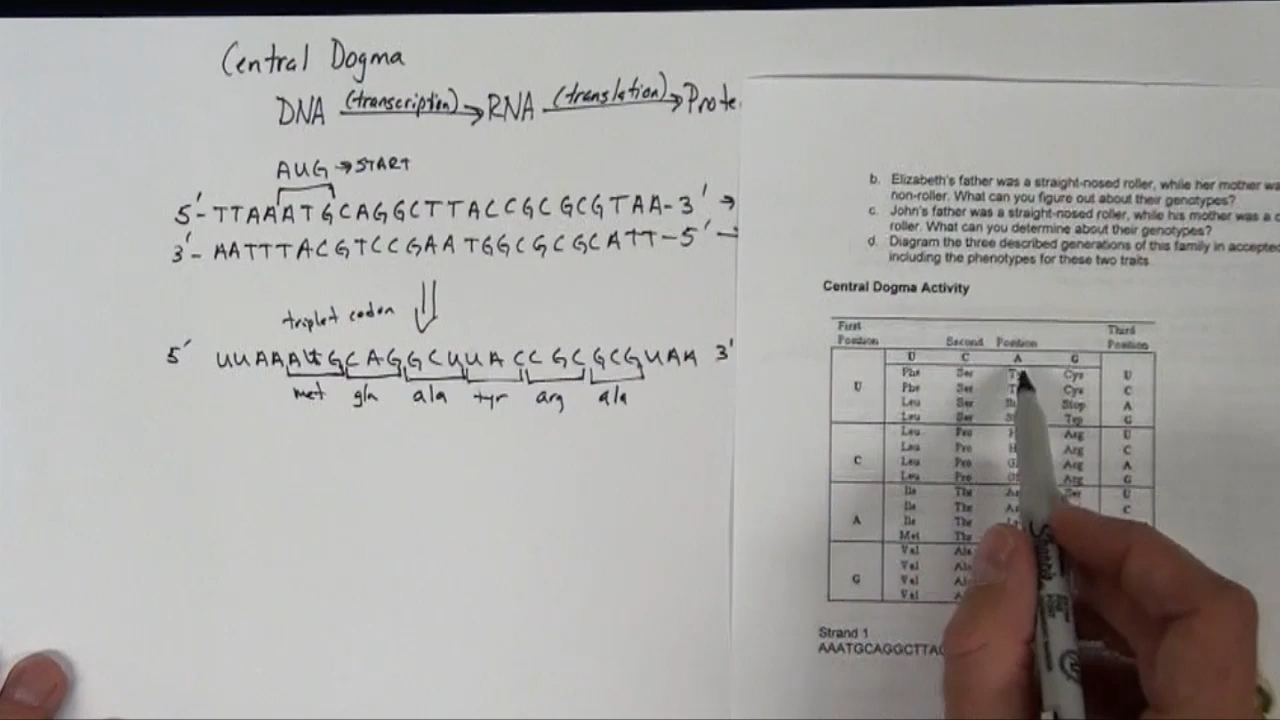 Central Dogma
DNA (transcription) → RNA (translation) → Prote
AUG → START
5' - TTAAATGCAGGCTTACCGCGCGTAA - 3' →
3' - AATTTACGTCCGAATGGCGCGCATT - 5' →
triplet codon
5' UUAAAUGCAGGCUUACCGCGCGUAA 3'
met gln ala tyr arg ala
b. Elizabeth's father was a straight-nosed roller, while her mother wa
non-roller. What can you figure out about their genotypes?
c. John's father was a straight-nosed roller, while his mother was a
roller. What can you determine about their genotypes?
d. Diagram the three described generations of this family in accepte
including the phenotypes for these two traits
Central Dogma Activity
First Position Second Position Third Position
U C A G
U Phe Ser Cys U
Phe Ser Cys C
Leu Ser Stop A
Leu Ser Trp G
C Leu Pro Arg U
Leu Pro Arg C
Leu Pro Arg A
Leu Pro Arg G
A Ile Thr Ser U
Ile Thr C
Ile Thr
Met Thr
G Val Ala
Val
Val
Val
Strand 1
AAATGCAGGCTTAC